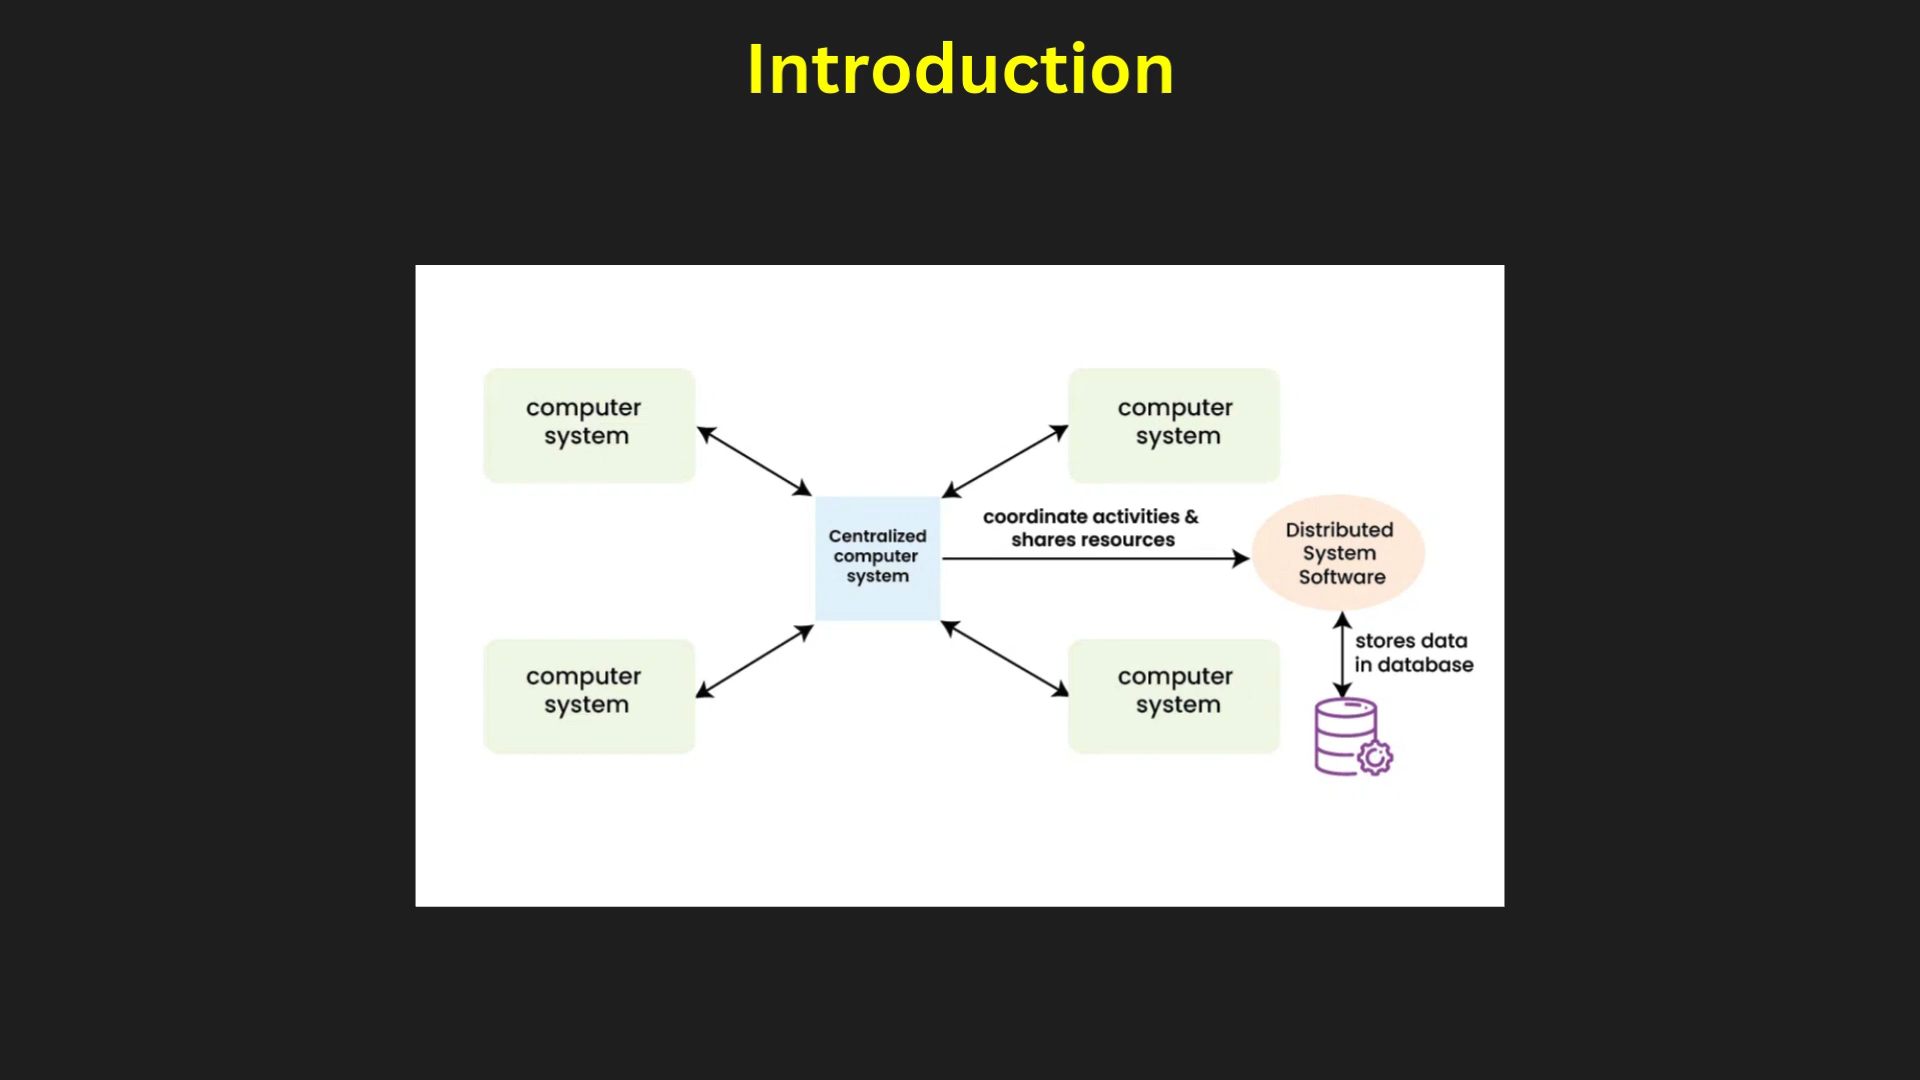 Introduction
computer
system
computer
system
Centralized
computer
system
coordinate activities &
shares resources
Distributed
System
Software
stores data
in database
computer
system
computer
system